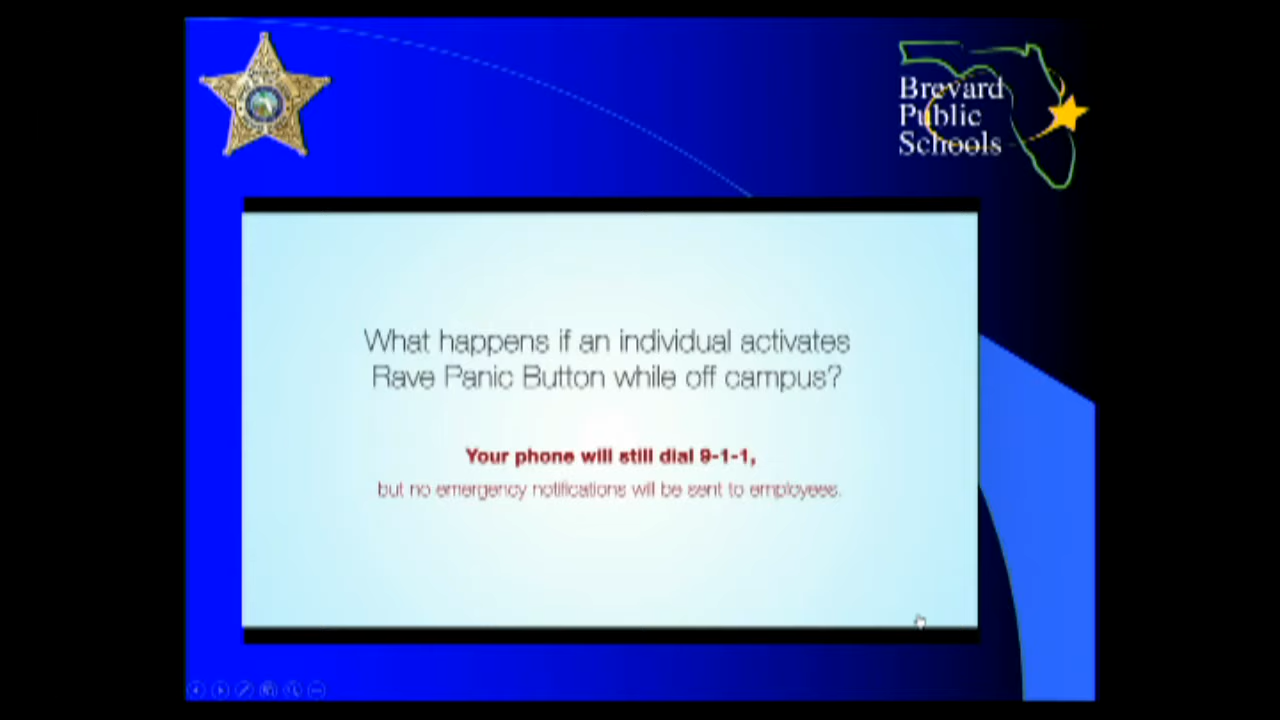 Brevard
Public
Schools
What happens if an individual activates
Rave Panic Button while off campus?
Your phone will still dial 9-1-1,
but no emergency notifications will be sent to employees.